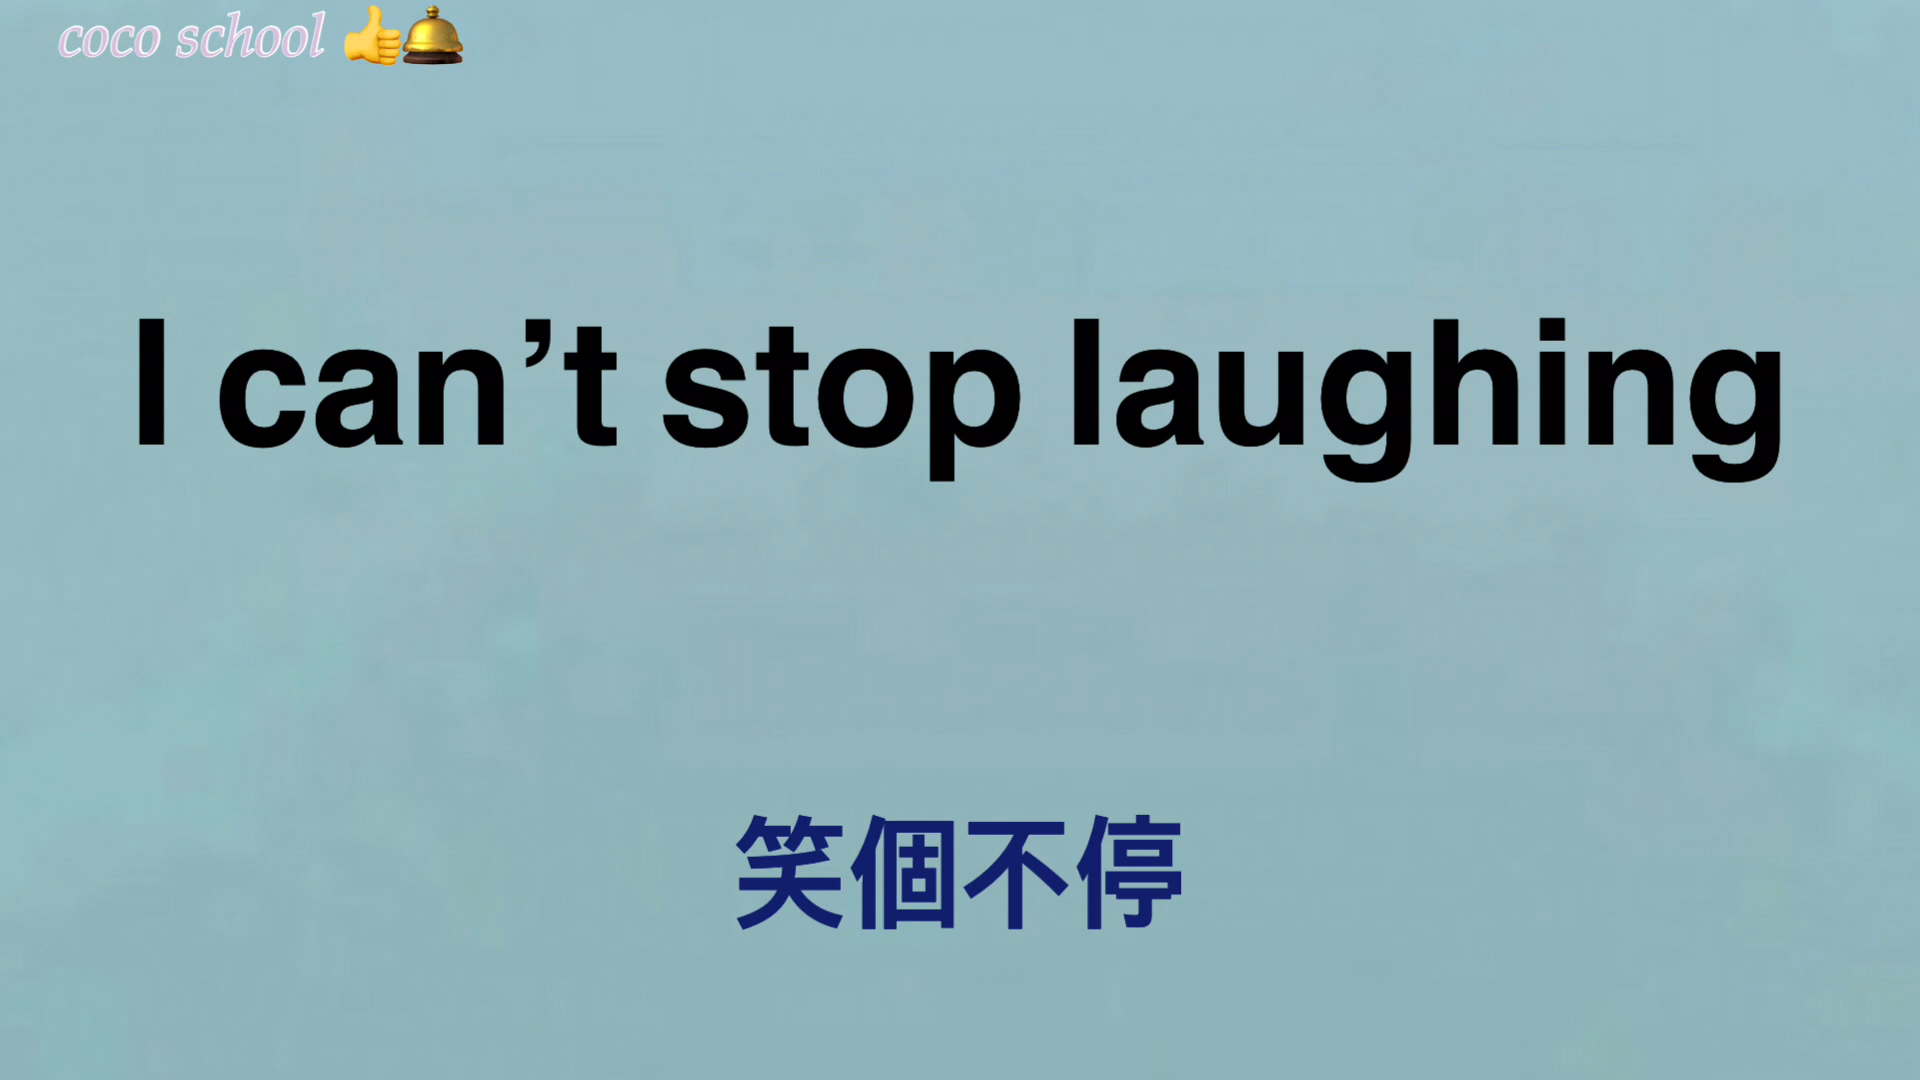 coco school 👍🛎️
I can’t stop laughing
笑個不停